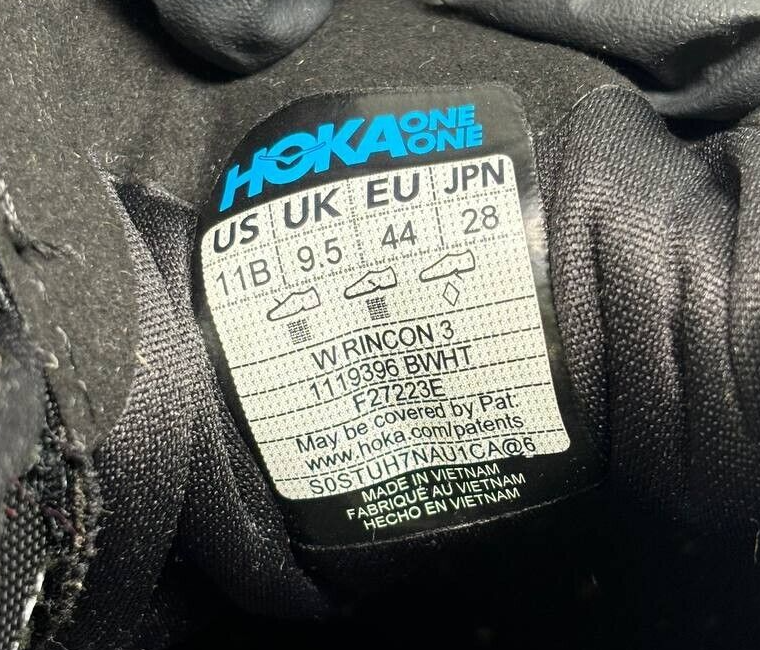 HOKA ONE ONE
US UK EU JPN
11B 9.5 44 28
W RINCON 3
1119396 BWHT
F27223E
May be covered by Pat.
www.hoka.com/patents
S0STUH7NAU1CA@6
MADE IN VIETNAM
FABRIQUÉ AU VIETNAM
HECHO EN VIETNAM